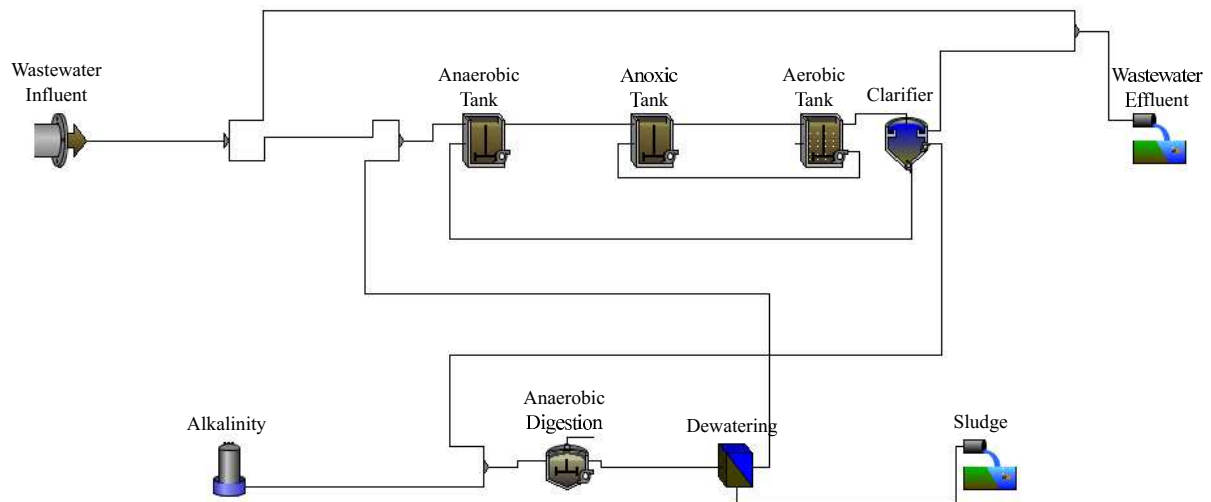 Wastewater
Influent
Anaerobic
Tank
Anoxic
Tank
Aerobic
Tank
Clarifier
Wastewater
Effluent
Alkalinity
Anaerobic
Digestion
Dewatering
Sludge